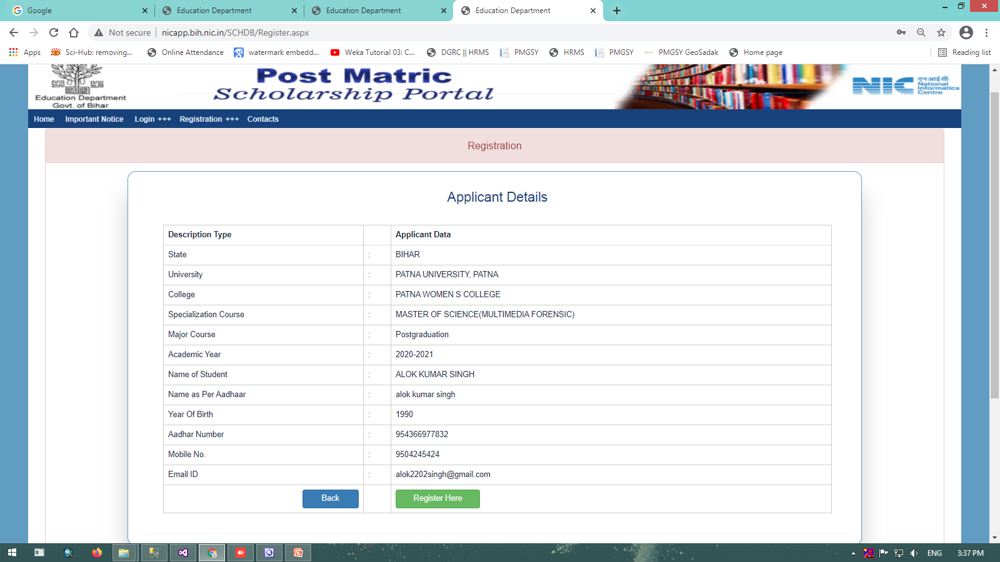 Google
Education Department
Education Department
Education Department
Not secure
nicapp.bih.nic.in/SCHDB/Register.aspx
Apps
Sci-Hub: removing...
Online Attendance
watermark embedd...
Weka Tutorial 03: C...
DGRC || HRMS
PMGSY
HRMS
PMGSY
PMGSY GeoSadak
Home page
Reading list
Education Department
Govt. of Bihar
Post Matric
Scholarship Portal
NIC
एन आई सी
National
Informatics
Centre
Home
Important Notice
Login +++
Registration +++
Contacts
Registration
Applicant Details
Description Type Applicant Data
State : BIHAR
University : PATNA UNIVERSITY, PATNA
College : PATNA WOMEN S COLLEGE
Specialization Course : MASTER OF SCIENCE(MULTIMEDIA FORENSIC)
Major Course : Postgraduation
Academic Year : 2020-2021
Name of Student : ALOK KUMAR SINGH
Name as Per Aadhaar : alok kumar singh
Year Of Birth : 1990
Aadhar Number : 954366977832
Mobile No. : 9504245424
Email ID : alok2202singh@gmail.com
Back Register Here
ENG 3:37 PM